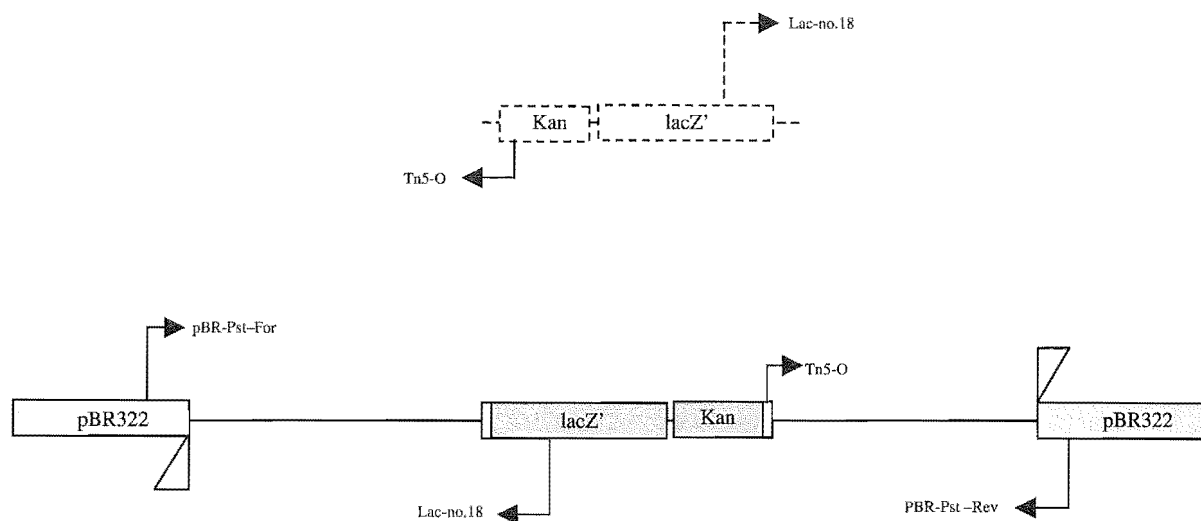 Lac-no.18
Kan
lacZ'
Tn5-O
pBR-Pst–For
Tn5-O
pBR322
lacZ'
Kan
pBR322
Lac-no.18
PBR-Pst –Rev